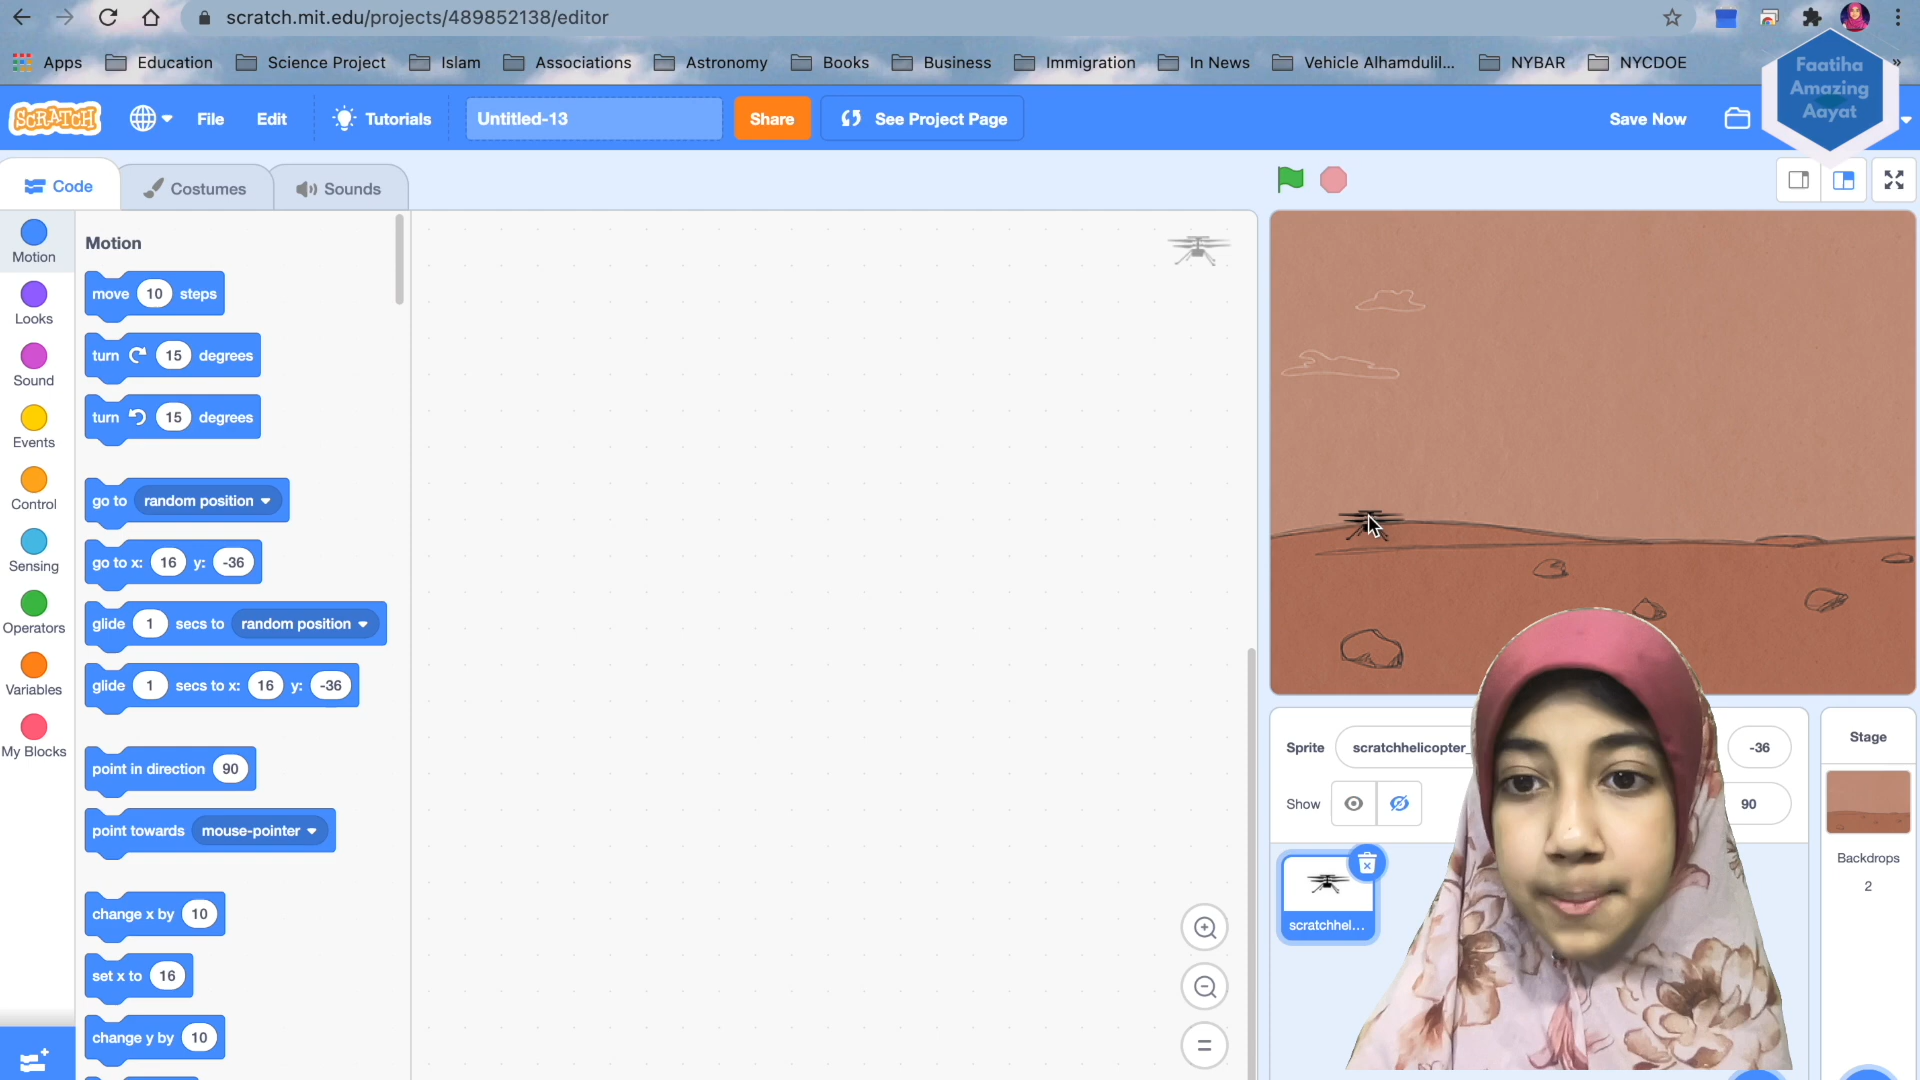 scratch.mit.edu/projects/489852138/editor
Apps Education Science Project Islam Associations Astronomy Books Business Immigration In News Vehicle Alhamdulil... NYBAR NYCDOE »
Faatiha
Amazing
Aayat
SCRATCH File Edit Tutorials Untitled-13 Share See Project Page Save Now
Code Costumes Sounds
Motion
Looks
Sound
Events
Control
Sensing
Operators
Variables
My Blocks
Motion
move 10 steps
turn 15 degrees
turn 15 degrees
go to random position
go to x: 16 y: -36
glide 1 secs to random position
glide 1 secs to x: 16 y: -36
point in direction 90
point towards mouse-pointer
change x by 10
set x to 16
change y by 10
Sprite scratchhelicopter_ -36
Show 90
scratchhel...
Stage
Backdrops
2